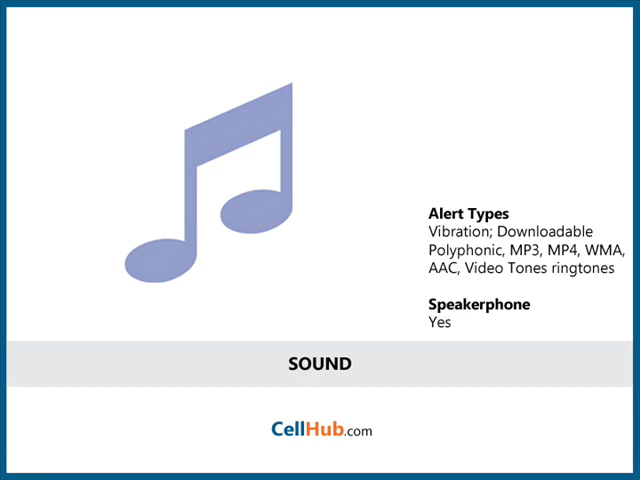 Alert Types
Vibration; Downloadable
Polyphonic, MP3, MP4, WMA,
AAC, Video Tones ringtones
Speakerphone
Yes
SOUND
CellHub.com